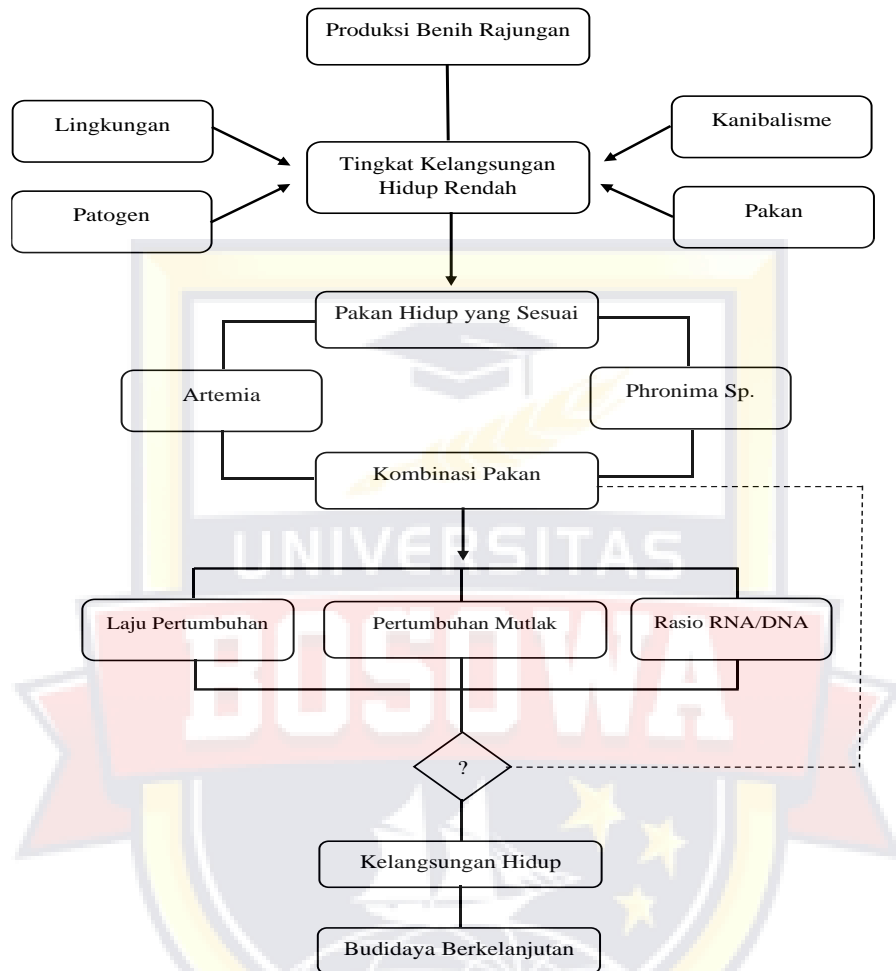 Produksi Benih Rajungan
Lingkungan
Kanibalisme
Tingkat Kelangsungan
Hidup Rendah
Patogen
Pakan
Pakan Hidup yang Sesuai
Artemia
Phronima Sp.
Kombinasi Pakan
UNIVERSITAS
Laju Pertumbuhan
Pertumbuhan Mutlak
Rasio RNA/DNA
BOSOWA
?
Kelangsungan Hidup
Budidaya Berkelanjutan